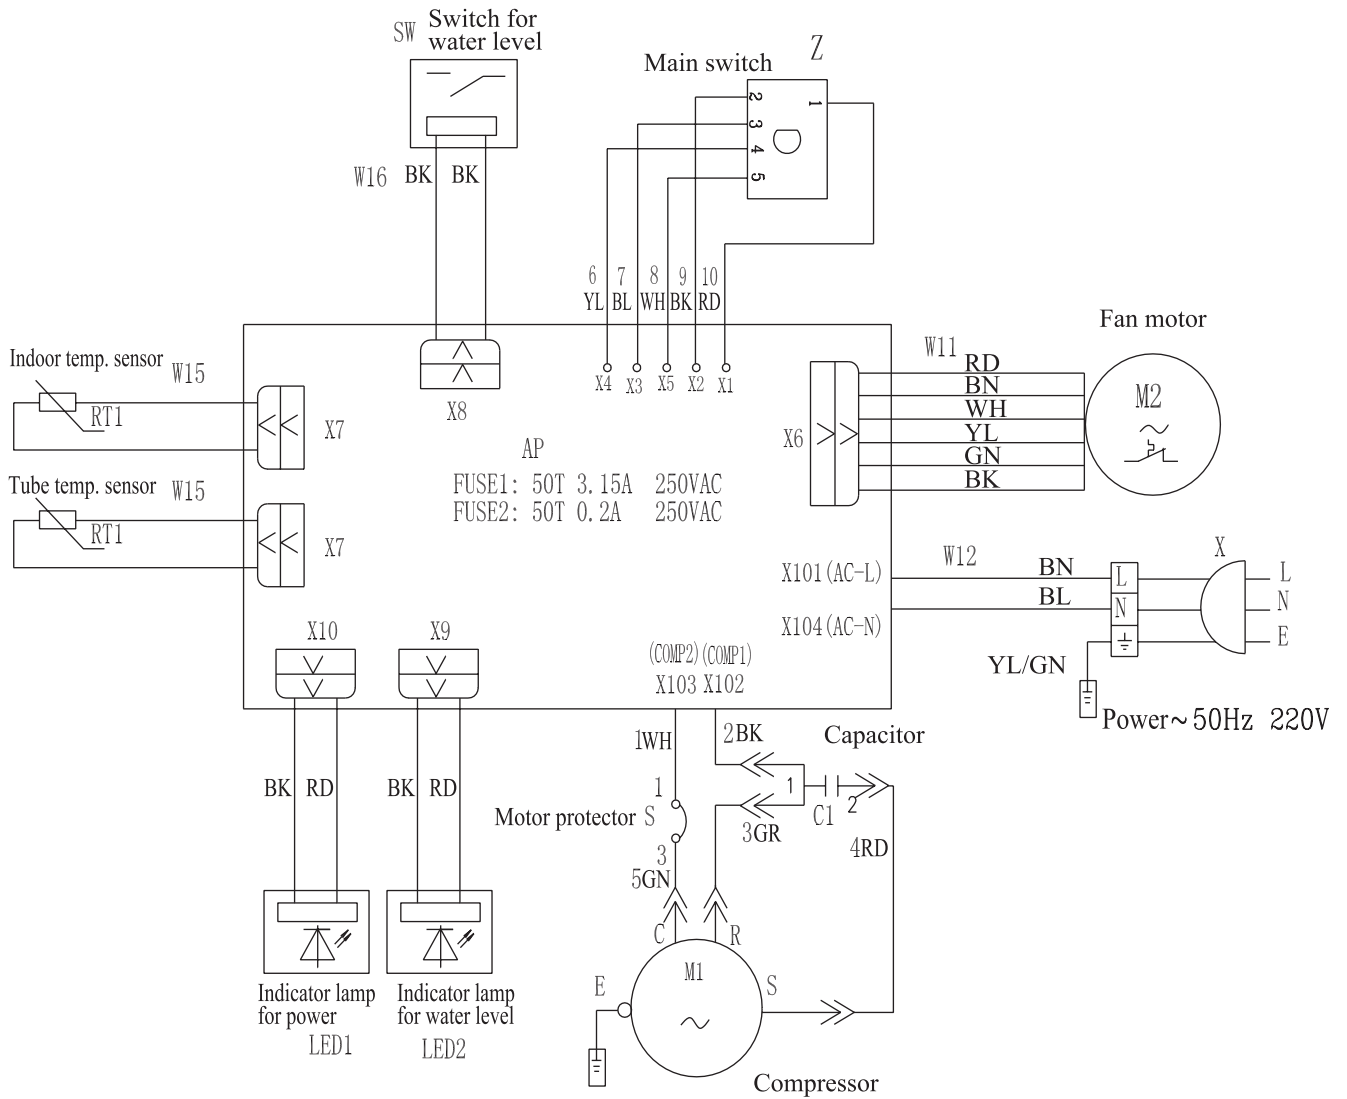 SW
Switch for
water level
Main switch
Z
2
3
4
5
1
W16
BK
BK
6
7
8
9
10
YL
BL
WH
BK
RD
X4
X3
X5
X2
X1
X8
Indoor temp. sensor
W15
RT1
X7
Tube temp. sensor
W15
RT1
X7
AP
FUSE1: 50T 3.15A 250VAC
FUSE2: 50T 0.2A 250VAC
Fan motor
W11
RD
BN
WH
YL
GN
BK
X6
M2
X101(AC-L)
X104(AC-N)
W12
BN
BL
L
N
X
L
N
E
YL/GN
Power~50Hz 220V
X10
X9
(COMP2)
(COMP1)
X103
X102
BK
RD
BK
RD
Indicator lamp
for power
LED1
Indicator lamp
for water level
LED2
1WH
2BK
Capacitor
1
Motor protector
S
3
5GN
3GR
1
C1
2
4RD
C
R
M1
E
S
Compressor